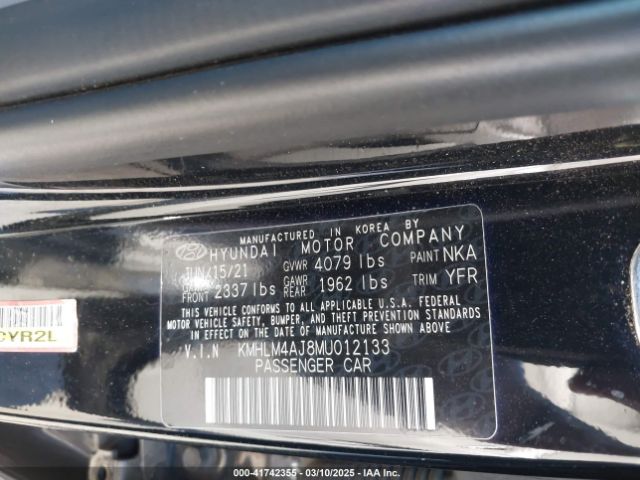 MANUFACTURED IN KOREA BY
HYUNDAI MOTOR COMPANY
JUN/15/21 GVWR 4079 lbs PAINT NKA
GAWR FRONT 2337 lbs GAWR REAR 1962 lbs TRIM YFR
THIS VEHICLE CONFORMS TO ALL APPLICABLE U.S.A. FEDERAL
MOTOR VEHICLE SAFETY, BUMPER, AND THEFT PREVENTION STANDARDS
IN EFFECT ON THE DATE OF MANUFACTURE SHOWN ABOVE.
V.I.N KMHLM4AJ8MU012133
PASSENGER CAR
CYR2L
000-41742355 — 03/10/2025 — IAA Inc.